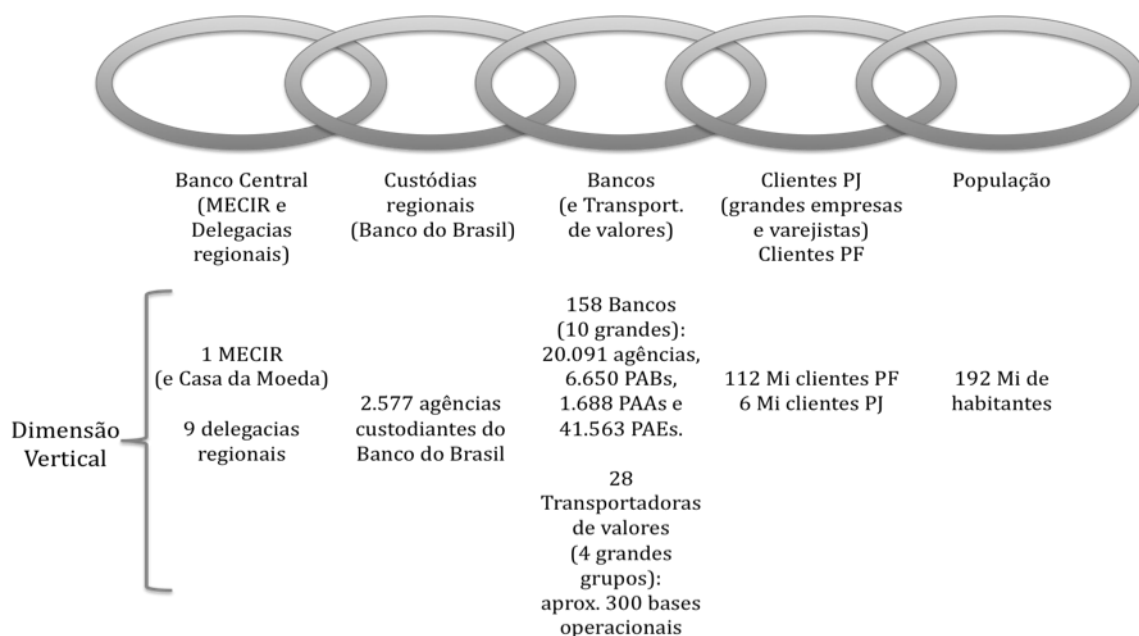 Banco Central
(MECIR e
Delegacias
regionais)
Custódias
regionais
(Banco do Brasil)
Bancos
(e Transport.
de valores)
Clientes PJ
(grandes empresas
e varejistas)
Clientes PF
População
Dimensão
Vertical
1 MECIR
(e Casa da Moeda)
9 delegacias
regionais
2.577 agências
custodiantes do
Banco do Brasil
158 Bancos
(10 grandes):
20.091 agências,
6.650 PABs,
1.688 PAAs e
41.563 PAEs.
28
Transportadoras
de valores
(4 grandes
grupos):
aprox. 300 bases
operacionais
112 Mi clientes PF
6 Mi clientes PJ
192 Mi de
habitantes